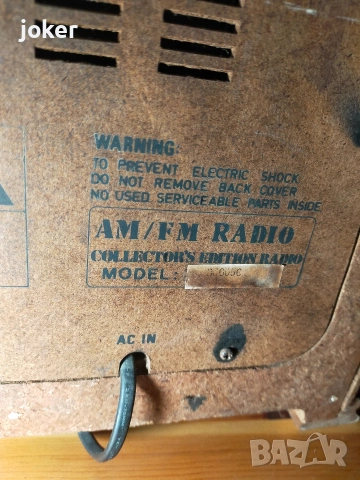 joker
WARNING:
TO PREVENT ELECTRIC SHOCK
DO NOT REMOVE BACK COVER
NO USED SERVICEABLE PARTS INSIDE
AM/FM RADIO
COLLECTOR'S EDITION RADIO
MODEL:
AC IN
BAZAR